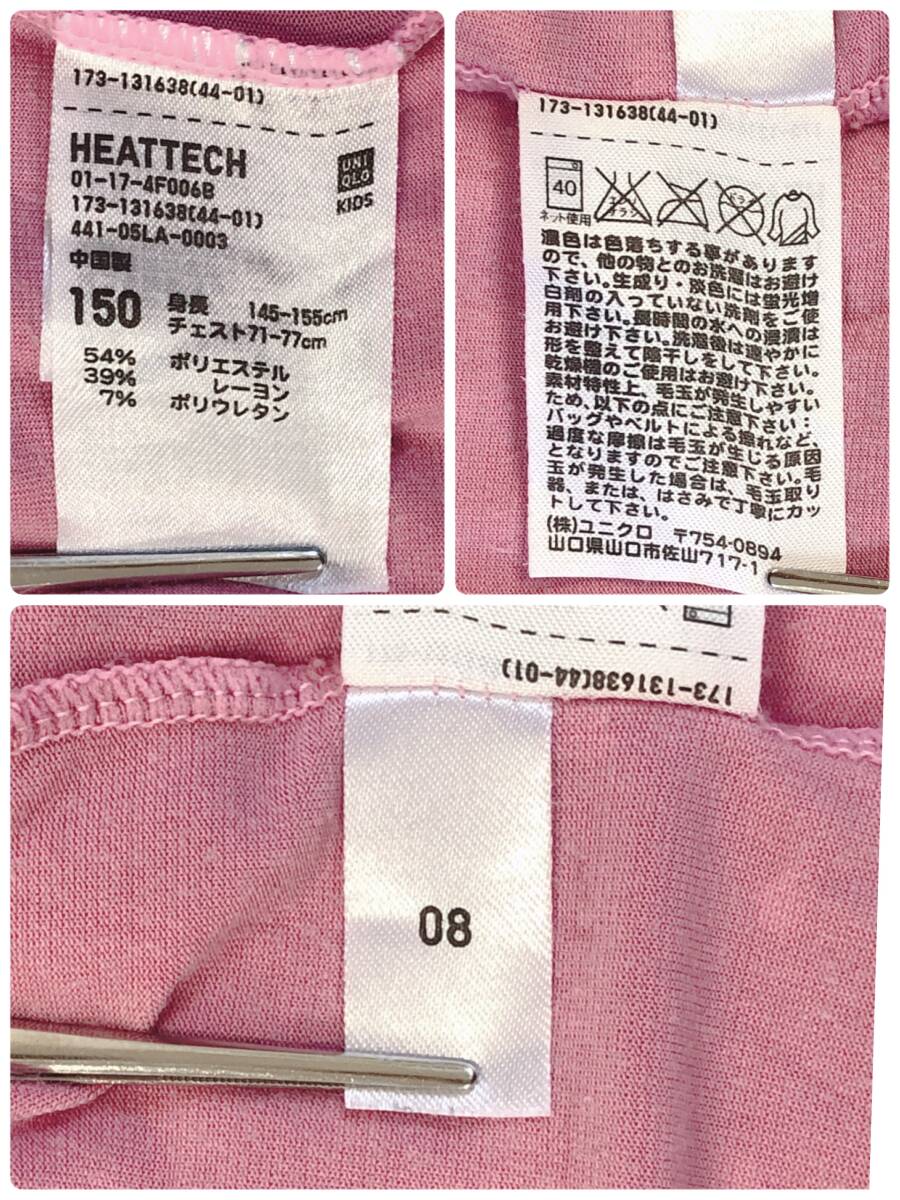 173-131638(44-01)
HEATTECH
UNI
QLO
KIDS
01-17-4F006B
173-131638(44-01)
441-05LA-0003
中国製
150 身長 145-155cm
チェスト71-77cm
54% ポリエステル
39% レーヨン
7% ポリウレタン
173-131638(44-01)
40
ネット使用
エンソ
サラシ
ドライ
濃色は色落ちする事があります
ので、他の物とのお洗濯はお避け
下さい。生成り・淡色には蛍光増
白剤の入っていない洗剤をご使
用下さい。長時間の水への浸漬は
お避け下さい。洗濯後は速やかに
形を整えて陰干しをして下さい。
乾燥機のご使用はお避け下さい。
素材特性上、毛玉が発生しやすい
ため、以下の点にご注意下さい：
バッグやベルトによる擦れなど、
過度な摩擦は毛玉が生じる原因
となりますのでご注意下さい。毛
玉が発生した場合は、毛玉取り
器、または、はさみで丁寧にカッ
トして下さい。
(株)ユニクロ 〒754-0894
山口県山口市佐山717-1
173-131638(44-01)
08